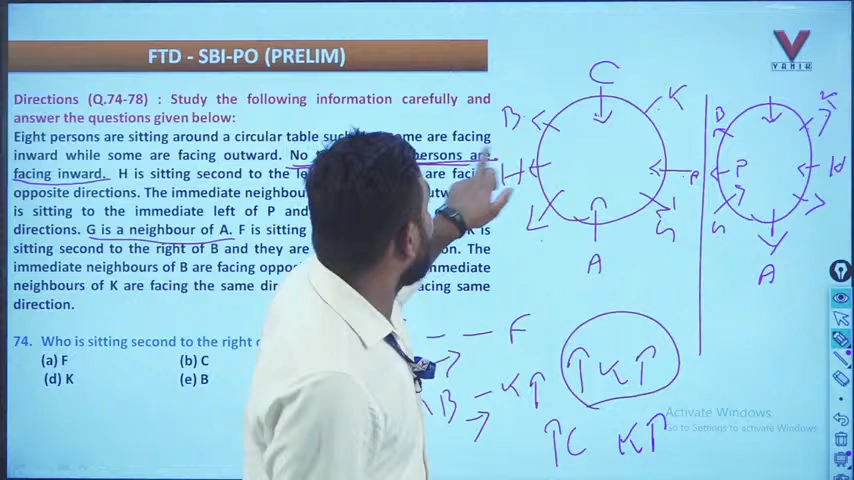 FTD - SBI-PO (PRELIM)
VANIK
Directions (Q.74-78) : Study the following information carefully and
answer the questions given below:
Eight persons are sitting around a circular table some are facing
inward while some are facing outward. No persons
facing inward. H is sitting second to the are
opposite directions. The immediate
is sitting to the immediate left of P and
directions. G is a neighbour of A. F is sitting K is
sitting second to the right of B and they are The
immediate neighbours of B are facing immediate
neighbours of K are facing the same facing same
direction.
74. Who is sitting second to the right
(a) F (b) C
(d) K (e) B
C
B K
H P
G
A
B K
P H
G
A
F
B K
K
C K
Activate Windows
Go to Settings to activate Windows.